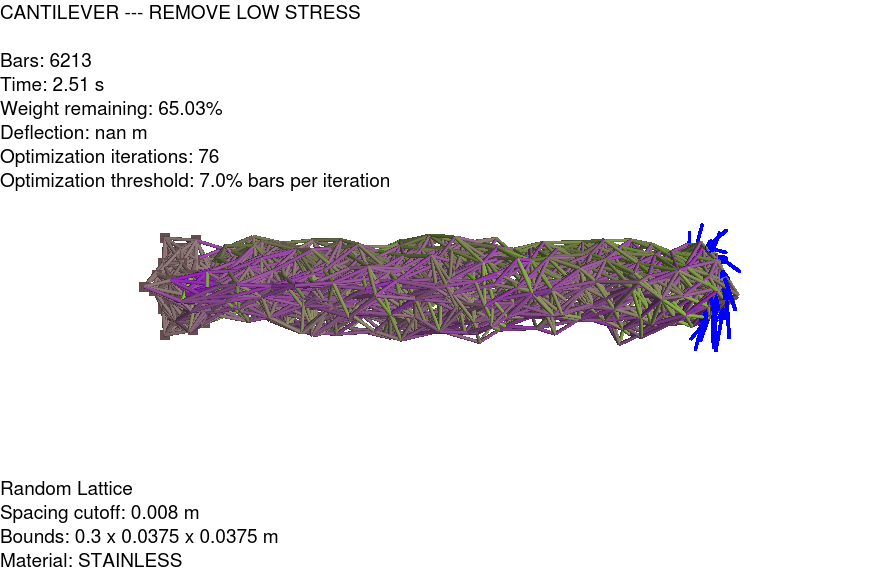 CANTILEVER --- REMOVE LOW STRESS
Bars: 6213
Time: 2.51 s
Weight remaining: 65.03%
Deflection: nan m
Optimization iterations: 76
Optimization threshold: 7.0% bars per iteration
Random Lattice
Spacing cutoff: 0.008 m
Bounds: 0.3 x 0.0375 x 0.0375 m
Material: STAINLESS